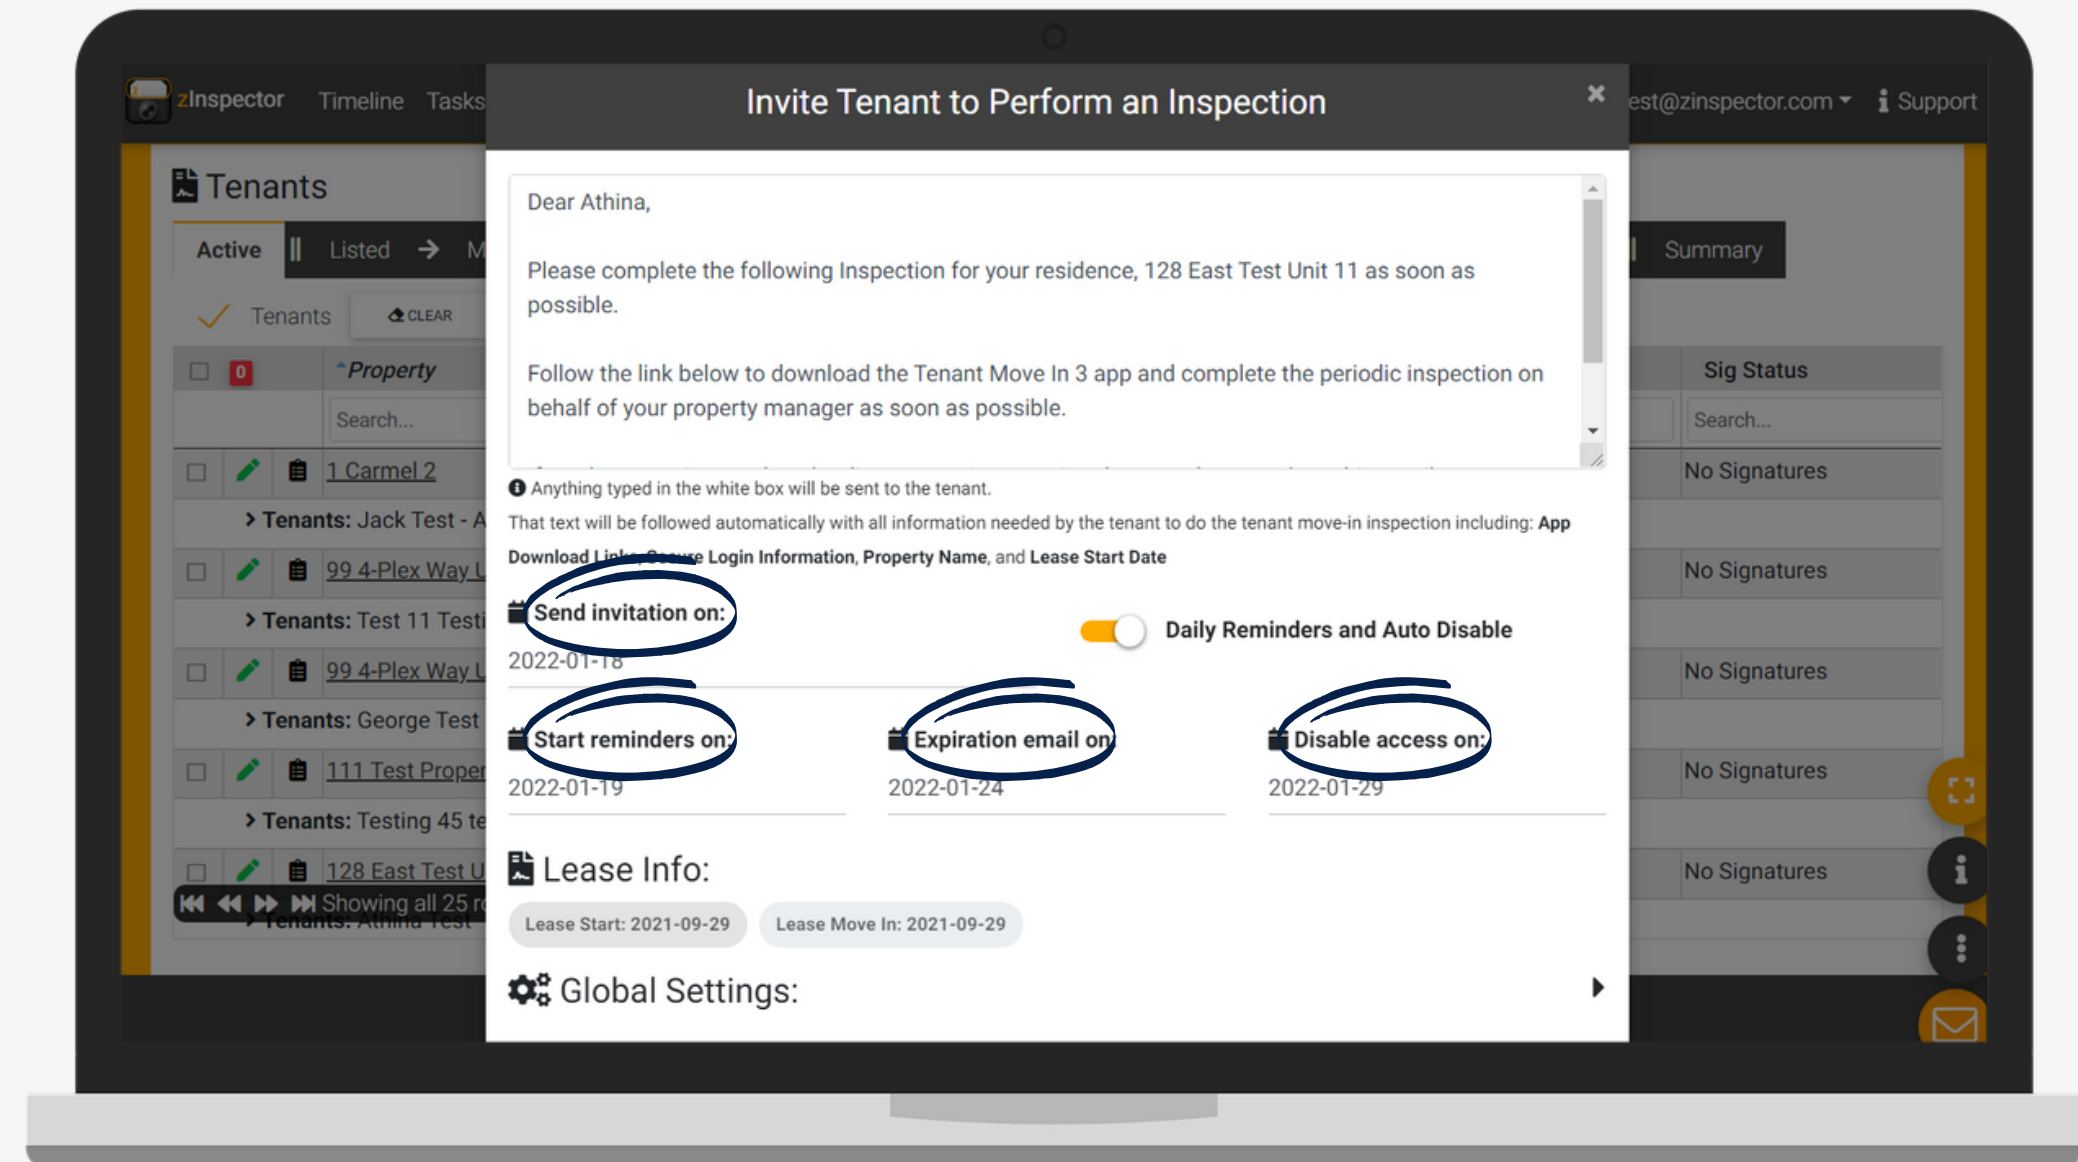 zInspector Timeline Tasks
Invite Tenant to Perform an Inspection
×
est@zinspector.com
Support
Tenants
Active Listed M
Summary
Tenants CLEAR
0 Property
Sig Status
Search...
Search...
1 Carmel 2
No Signatures
Tenants: Jack Test - A
99 4-Plex Way U
No Signatures
Tenants: Test 11 Testi
99 4-Plex Way U
No Signatures
Tenants: George Test
111 Test Proper
No Signatures
Tenants: Testing 45 te
128 East Test U
No Signatures
Showing all 25 ro
Tenants: Athina Test
Dear Athina,
Please complete the following Inspection for your residence, 128 East Test Unit 11 as soon as
possible.
Follow the link below to download the Tenant Move In 3 app and complete the periodic inspection on
behalf of your property manager as soon as possible.
Anything typed in the white box will be sent to the tenant.
That text will be followed automatically with all information needed by the tenant to do the tenant move-in inspection including: App
Download Links, Secure Login Information, Property Name, and Lease Start Date
Send invitation on:
2022-01-18
Daily Reminders and Auto Disable
Start reminders on:
2022-01-19
Expiration email on:
2022-01-24
Disable access on:
2022-01-29
Lease Info:
Lease Start: 2021-09-29
Lease Move In: 2021-09-29
Global Settings: